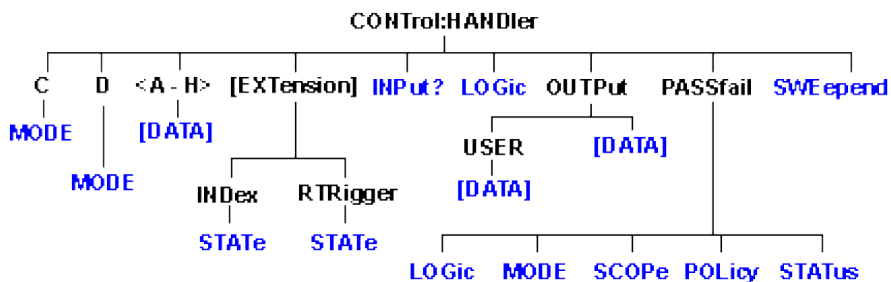 CONTrol:HANDler
C D <A - H> [EXTension] INPut? LOGic OUTPut PASSfail SWEepend
MODE [DATA] USER [DATA]
MODE INDex RTRigger [DATA]
STATe STATe
LOGic MODE SCOPe POLicy STATus